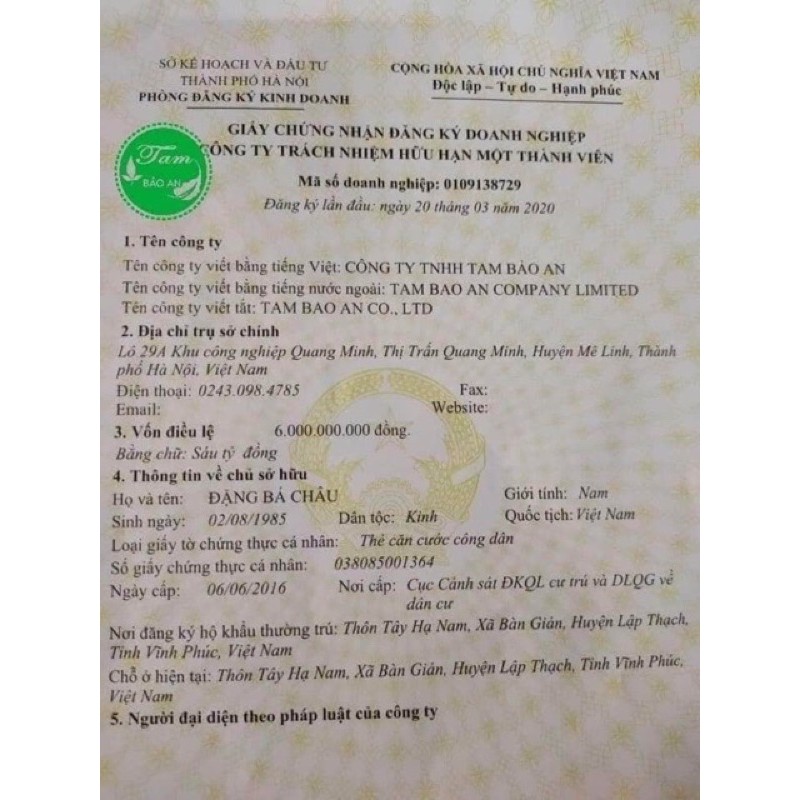 SỞ KẾ HOẠCH VÀ ĐẦU TƯ
THÀNH PHỐ HÀ NỘI
PHÒNG ĐĂNG KÝ KINH DOANH
CỘNG HÒA XÃ HỘI CHỦ NGHĨA VIỆT NAM
Độc lập – Tự do – Hạnh phúc
GIẤY CHỨNG NHẬN ĐĂNG KÝ DOANH NGHIỆP
CÔNG TY TRÁCH NHIỆM HỮU HẠN MỘT THÀNH VIÊN
Tam
BẢO AN
Mã số doanh nghiệp: 0109138729
Đăng ký lần đầu: ngày 20 tháng 03 năm 2020
1. Tên công ty
Tên công ty viết bằng tiếng Việt: CÔNG TY TNHH TAM BẢO AN
Tên công ty viết bằng tiếng nước ngoài: TAM BAO AN COMPANY LIMITED
Tên công ty viết tắt: TAM BAO AN CO., LTD
2. Địa chỉ trụ sở chính
Lô 29A Khu công nghiệp Quang Minh, Thị Trấn Quang Minh, Huyện Mê Linh, Thành
phố Hà Nội, Việt Nam
Điện thoại: 0243.098.4785 Fax:
Email: Website:
3. Vốn điều lệ 6.000.000.000 đồng.
Bằng chữ: Sáu tỷ đồng
4. Thông tin về chủ sở hữu
Họ và tên: ĐẶNG BÁ CHÂU Giới tính: Nam
Sinh ngày: 02/08/1985 Dân tộc: Kinh Quốc tịch: Việt Nam
Loại giấy tờ chứng thực cá nhân: Thẻ căn cước công dân
Số giấy chứng thực cá nhân: 038085001364
Ngày cấp: 06/06/2016 Nơi cấp: Cục Cảnh sát ĐKQL cư trú và DLQG về
dân cư
Nơi đăng ký hộ khẩu thường trú: Thôn Tây Hạ Nam, Xã Bàn Giản, Huyện Lập Thạch,
Tỉnh Vĩnh Phúc, Việt Nam
Chỗ ở hiện tại: Thôn Tây Hạ Nam, Xã Bàn Giản, Huyện Lập Thạch, Tỉnh Vĩnh Phúc,
Việt Nam
5. Người đại diện theo pháp luật của công ty